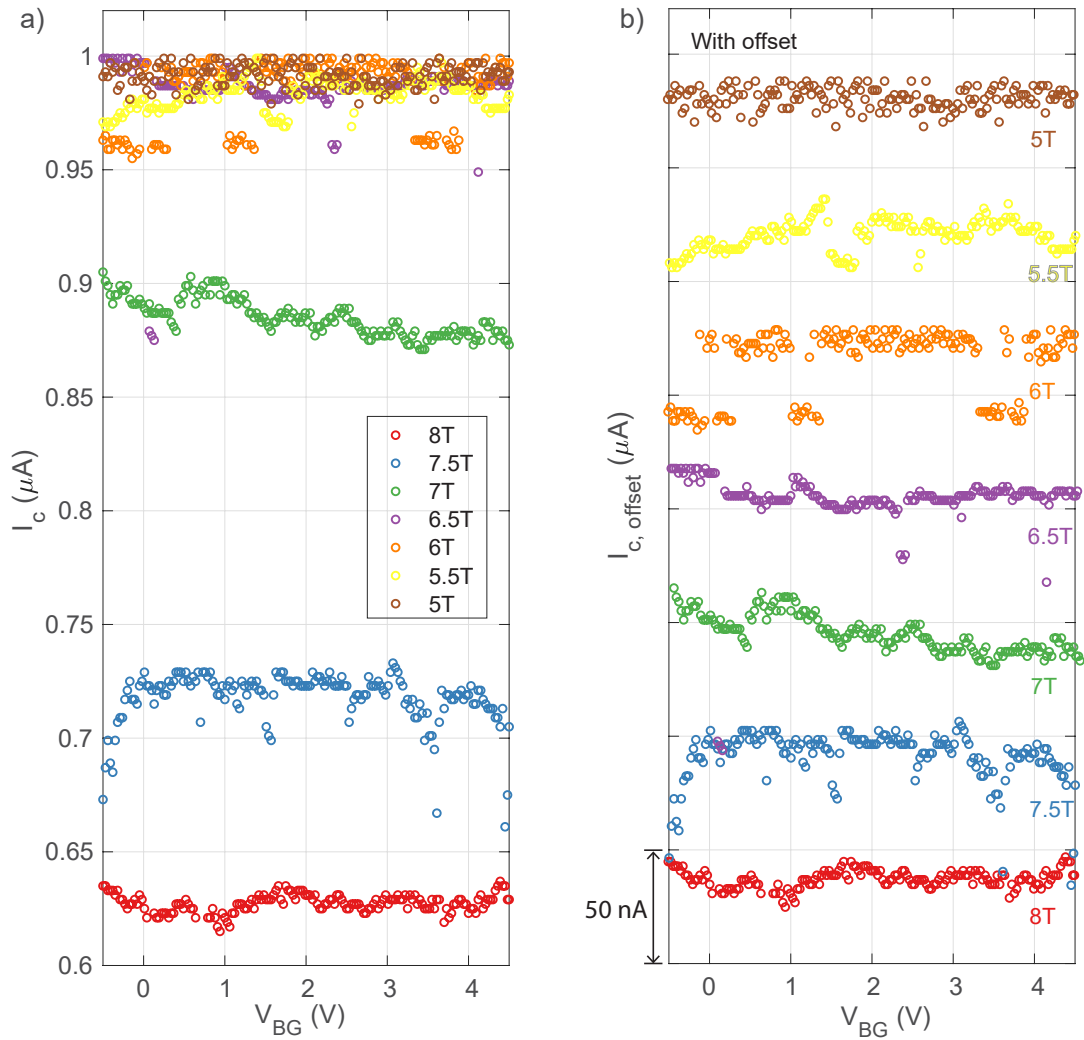 a)
1
0.95
0.9
0.85
0.8
0.75
0.7
0.65
0.6
I_c (μA)
8T
7.5T
7T
6.5T
6T
5.5T
5T
0 1 2 3 4
V_BG (V)
b)
With offset
5T
5.5T
6T
6.5T
7T
7.5T
8T
I_c, offset (μA)
50 nA
0 1 2 3 4
V_BG (V)